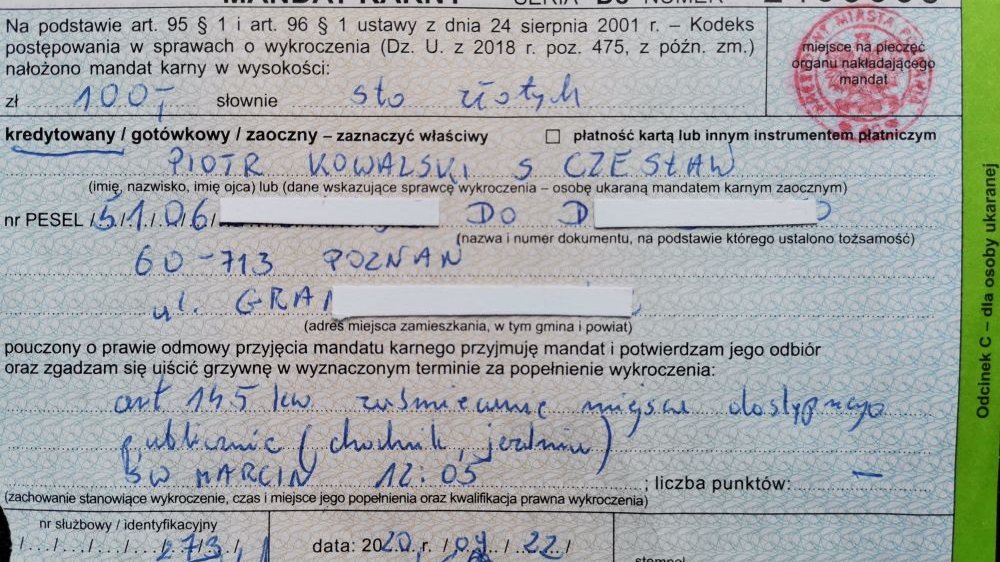 MANDAT KARNY SERIA NUMER
Na podstawie art. 95 § 1 i art. 96 § 1 ustawy z dnia 24 sierpnia 2001 r. – Kodeks
postępowania w sprawach o wykroczenia (Dz. U. z 2018 r. poz. 475, z późn. zm.)
nałożono mandat karny w wysokości:
miejsce na pieczęć
organu nakładającego
mandat
zł 100,- słownie sto złotych
kredytowany / gotówkowy / zaoczny – zaznaczyć właściwy ☐ płatność kartą lub innym instrumentem płatniczym
PIOTR KOWALSKI S CZESŁAW
(imię, nazwisko, imię ojca) lub (dane wskazujące sprawcę wykroczenia – osobę ukaraną mandatem karnym zaocznym)
nr PESEL /5/1/0/6/ DO D
(nazwa i numer dokumentu, na podstawie którego ustalono tożsamość)
60-713 POZNAN
ul. GRA
(adres miejsca zamieszkania, w tym gmina i powiat)
pouczony o prawie odmowy przyjęcia mandatu karnego przyjmuję mandat i potwierdzam jego odbiór
oraz zgadzam się uiścić grzywnę w wyznaczonym terminie za popełnienie wykroczenia:
art 145 kw zaśmiecanie miejsca dostępnego
publicznie (chodnik, jezdnia)
ŚW MARCIN 12:05 ; liczba punktów: —
(zachowanie stanowiące wykroczenie, czas i miejsce jego popełnienia oraz kwalifikacja prawna wykroczenia)
nr służbowy / identyfikacyjny
/.../.../.../.../273/1 data: 2020 r. /09/22/
stempel
Odcinek C – dla osoby ukaranej